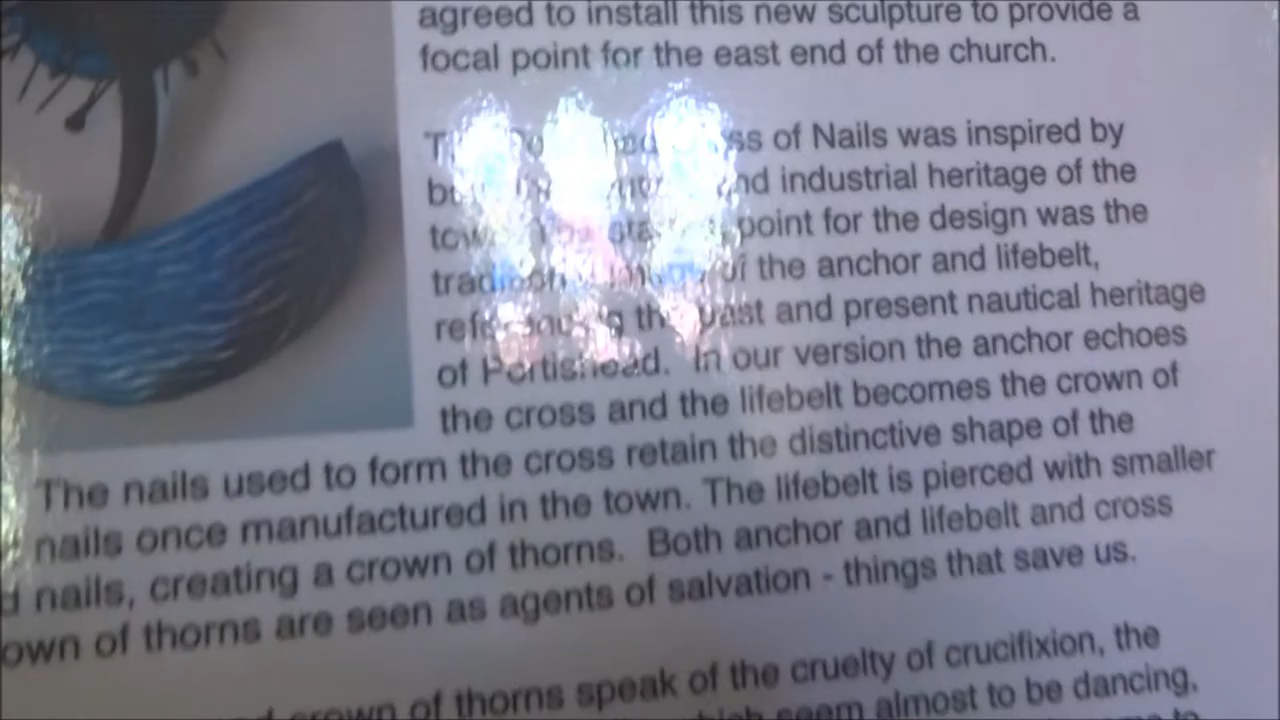 agreed to install this new sculpture to provide a
focal point for the east end of the church.
of Nails was inspired by
industrial heritage of the
point for the design was the
of the anchor and lifebelt,
the past and present nautical heritage
of Portishead. In our version the anchor echoes
the cross and the lifebelt becomes the crown of
The nails used to form the cross retain the distinctive shape of the
nails once manufactured in the town. The lifebelt is pierced with smaller
nails, creating a crown of thorns. Both anchor and lifebelt and cross
of thorns are seen as agents of salvation - things that save us.
crown of thorns speak of the cruelty of crucifixion, the
which seem almost to be dancing,